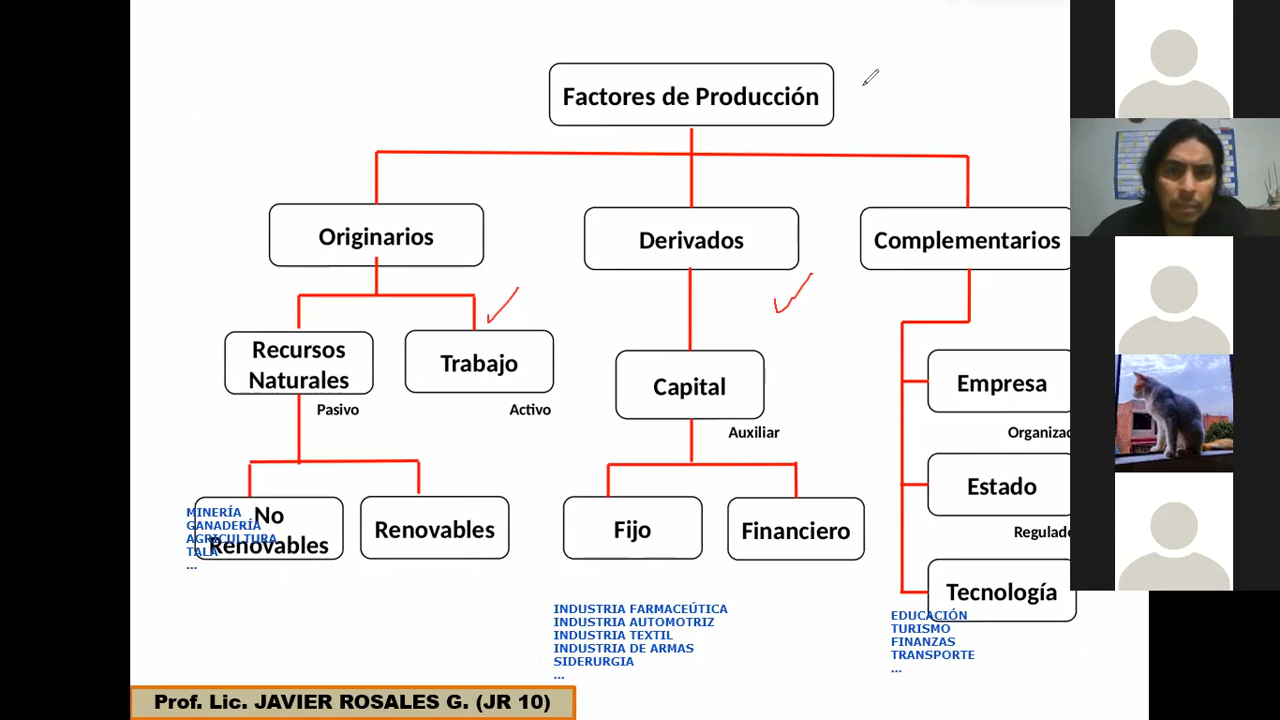 Factores de Producción
Originarios
Derivados
Complementarios
Recursos
Naturales
Trabajo
Capital
Empresa
Pasivo
Activo
Auxiliar
Organizad
Estado
No
Renovables
Renovables
Fijo
Financiero
Regulado
Tecnología
MINERÍA
GANADERÍA
AGRICULTURA
TALA
...
INDUSTRIA FARMACEÚTICA
INDUSTRIA AUTOMOTRIZ
INDUSTRIA TEXTIL
INDUSTRIA DE ARMAS
SIDERURGIA
...
EDUCACIÓN
TURISMO
FINANZAS
TRANSPORTE
...
Prof. Lic. JAVIER ROSALES G. (JR 10)